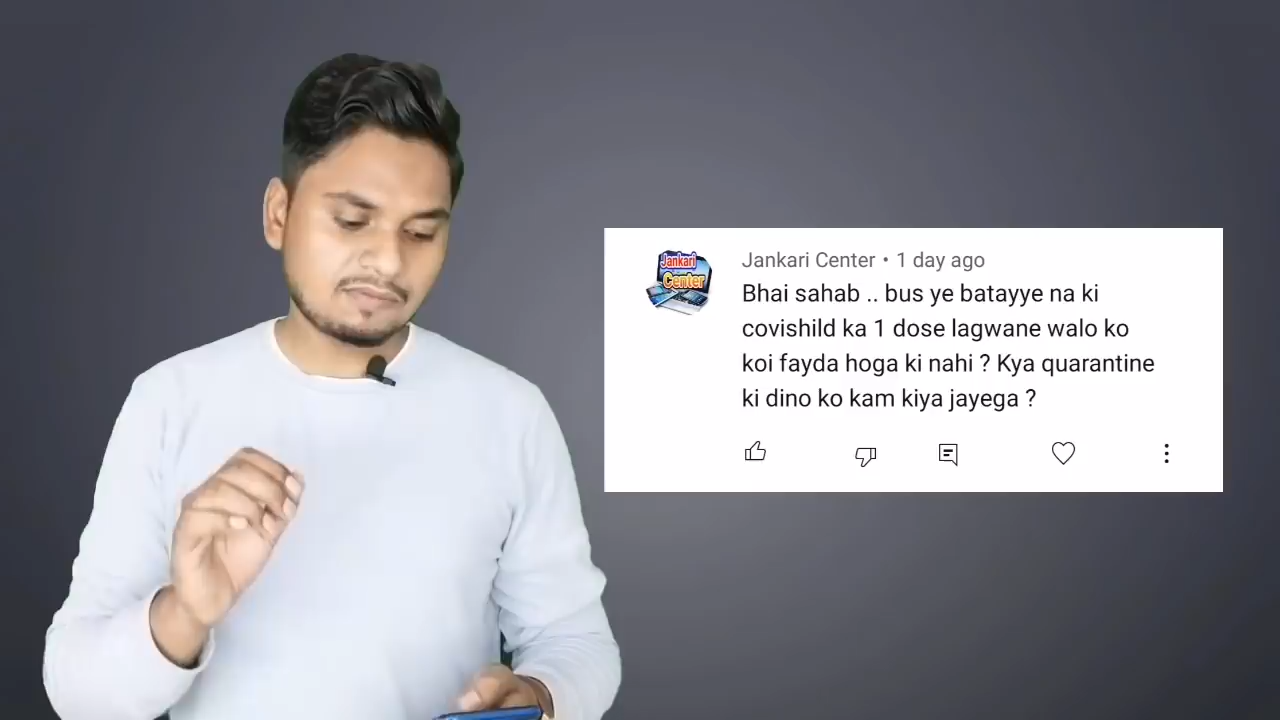 Jankari
Center
Jankari Center • 1 day ago
Bhai sahab .. bus ye batayye na ki
covishild ka 1 dose lagwane walo ko
koi fayda hoga ki nahi ? Kya quarantine
ki dino ko kam kiya jayega ?